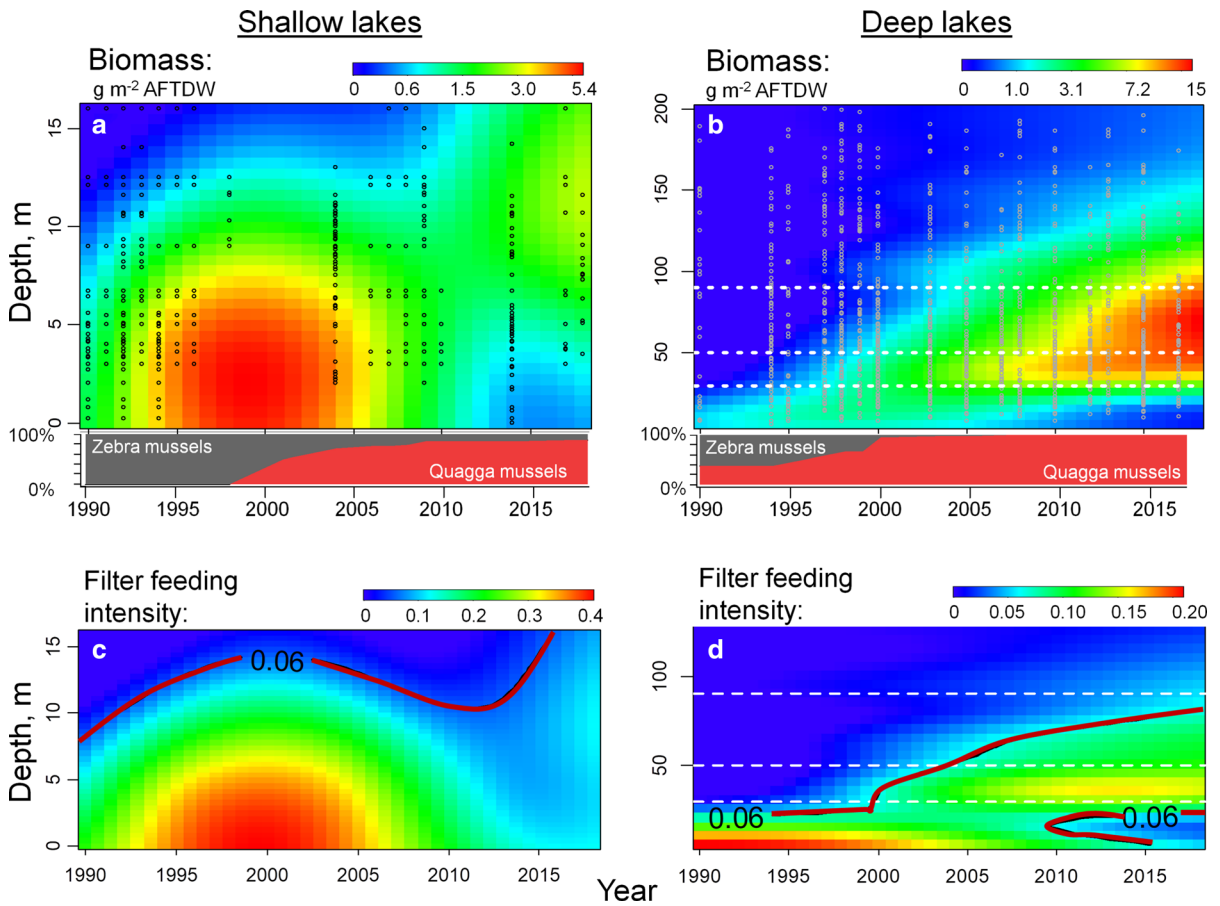 Shallow lakes
Deep lakes
Biomass:
g m⁻² AFTDW
0 0.6 1.5 3.0 5.4
Biomass:
g m⁻² AFTDW
0 1.0 3.1 7.2 15
a
b
Depth, m
15
10
5
0
200
150
100
50
0
100%
0%
Zebra mussels
Quagga mussels
1990 1995 2000 2005 2010 2015
100%
0%
Zebra mussels
Quagga mussels
1990 1995 2000 2005 2010 2015
Filter feeding
intensity:
0 0.1 0.2 0.3 0.4
Filter feeding
intensity:
0 0.05 0.10 0.15 0.20
c
0.06
d
0.06
0.06
Depth, m
15
10
5
0
100
50
1990 1995 2000 2005 2010 2015
1990 1995 2000 2005 2010 2015
Year